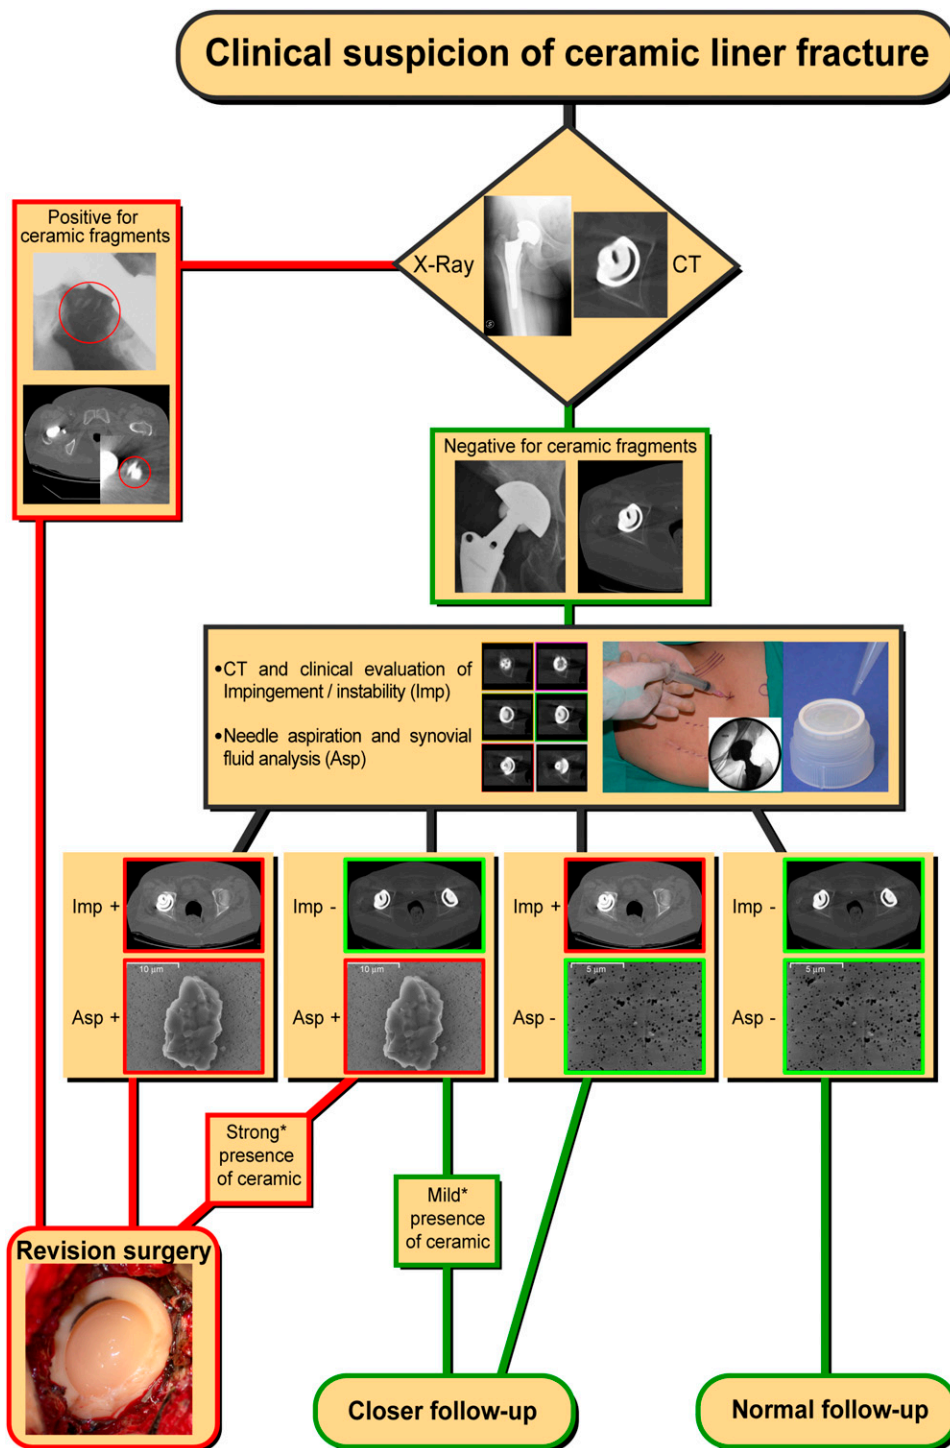 Clinical suspicion of ceramic liner fracture
X-Ray
CT
Positive for
ceramic fragments
Negative for ceramic fragments
•CT and clinical evaluation of
Impingement / instability (Imp)
•Needle aspiration and synovial
fluid analysis (Asp)
Imp +
10 µm
Asp +
Imp -
10 µm
Asp +
Imp +
5 µm
Asp -
Imp -
5 µm
Asp -
Strong*
presence
of ceramic
Mild*
presence
of ceramic
Revision surgery
Closer follow-up
Normal follow-up